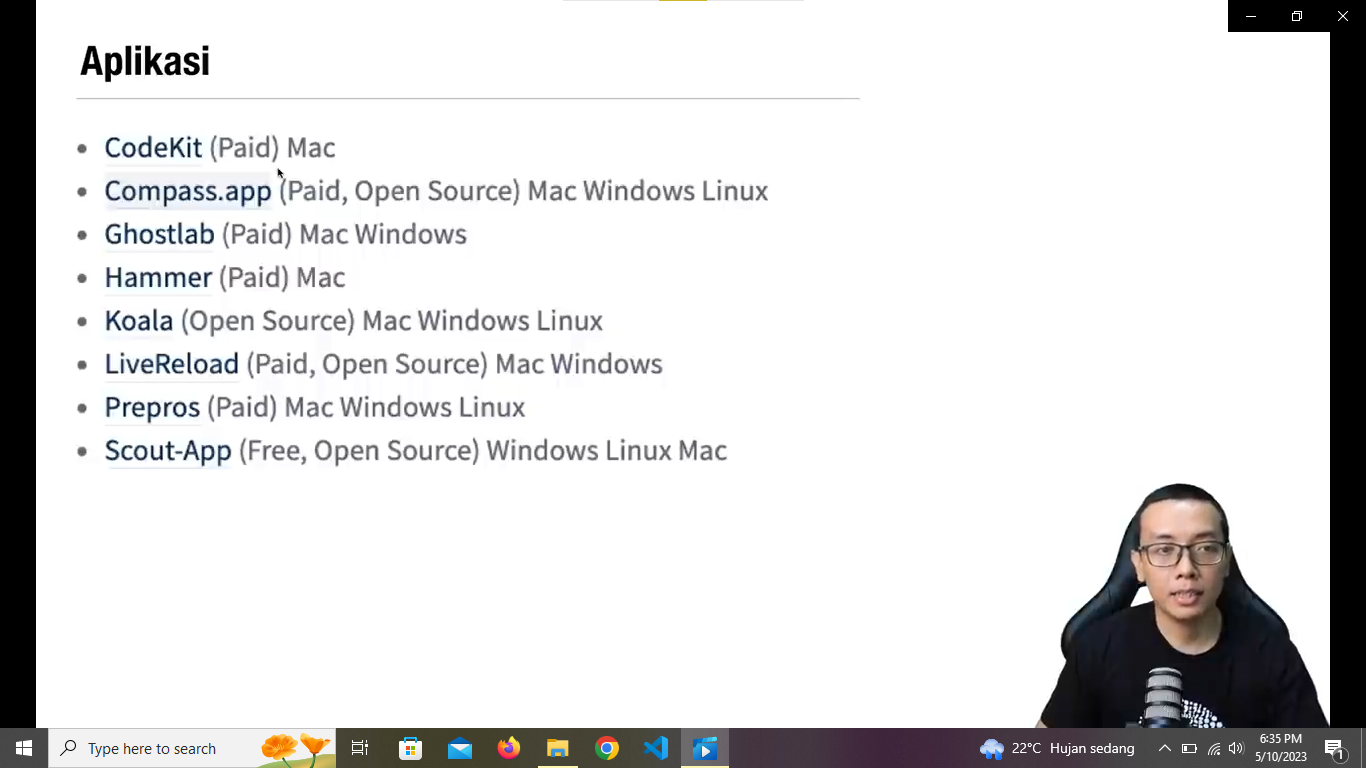 Aplikasi
CodeKit (Paid) Mac
Compass.app (Paid, Open Source) Mac Windows Linux
Ghostlab (Paid) Mac Windows
Hammer (Paid) Mac
Koala (Open Source) Mac Windows Linux
LiveReload (Paid, Open Source) Mac Windows
Prepros (Paid) Mac Windows Linux
Scout-App (Free, Open Source) Windows Linux Mac
Type here to search
22°C Hujan sedang
6:35 PM
5/10/2023
1